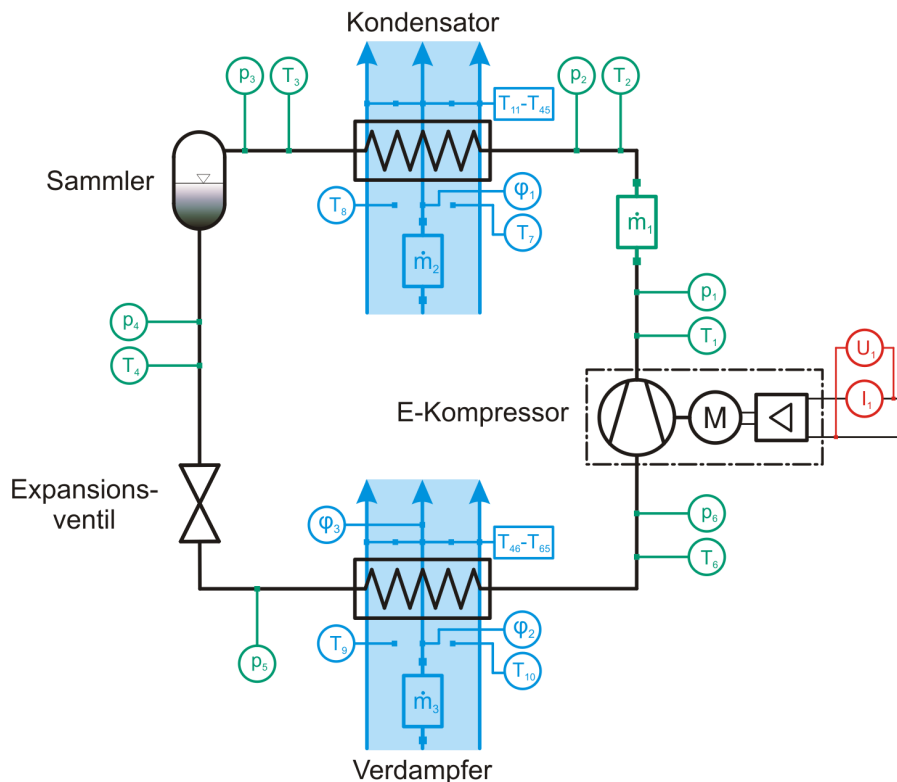 Kondensator
p₃
T₃
p₂
T₂
T₁₁-T₄₅
Sammler
T₈
φ₁
T₇
ṁ₂
ṁ₁
p₁
T₁
p₄
T₄
U₁
I₁
E-Kompressor
M
Expansions-
ventil
φ₃
T₄₆-T₆₅
p₆
T₆
T₉
φ₂
T₁₀
p₅
ṁ₃
Verdampfer